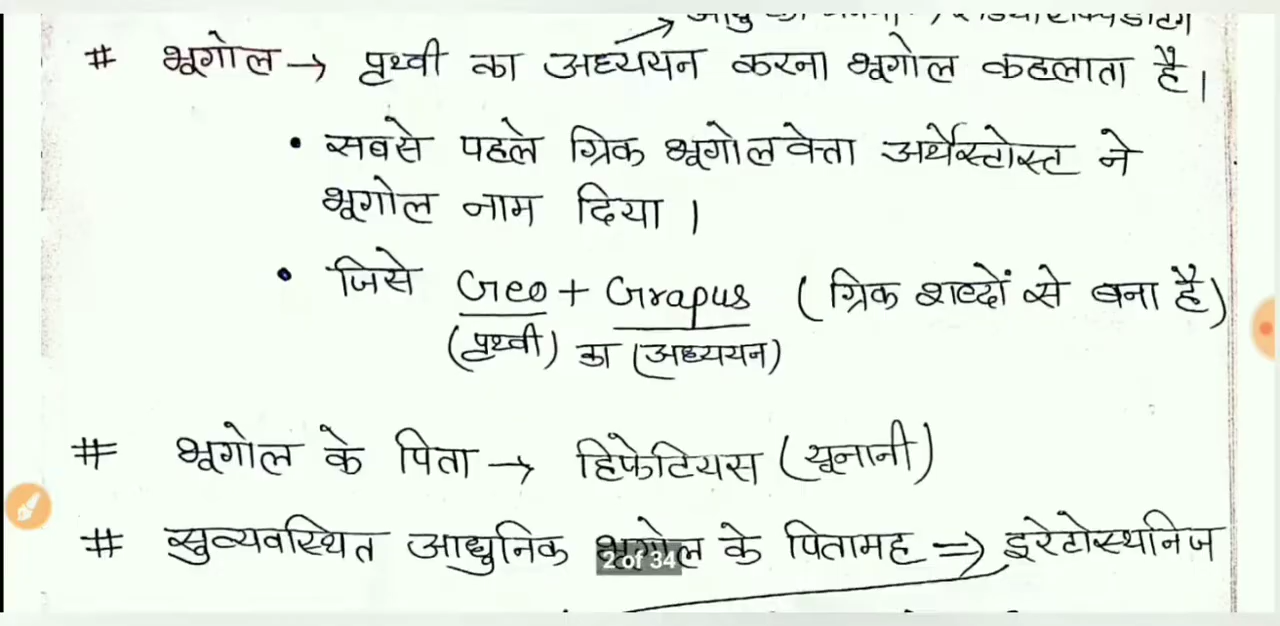 # भूगोल → पृथ्वी का अध्ययन करना भूगोल कहलाता है।
• सबसे पहले ग्रिक भूगोलवेत्ता अर्थेस्टोस्ट ने
भूगोल नाम दिया।
• जिसे Geo + Grapus (ग्रिक शब्दों से बना है)
(पृथ्वी) का (अध्ययन)
# भूगोल के पिता → हिफेटियस (यूनानी)
# सुव्यवस्थित आधुनिक भूगोल के पितामह ⇒ इरेटोस्थनिज
2 of 34